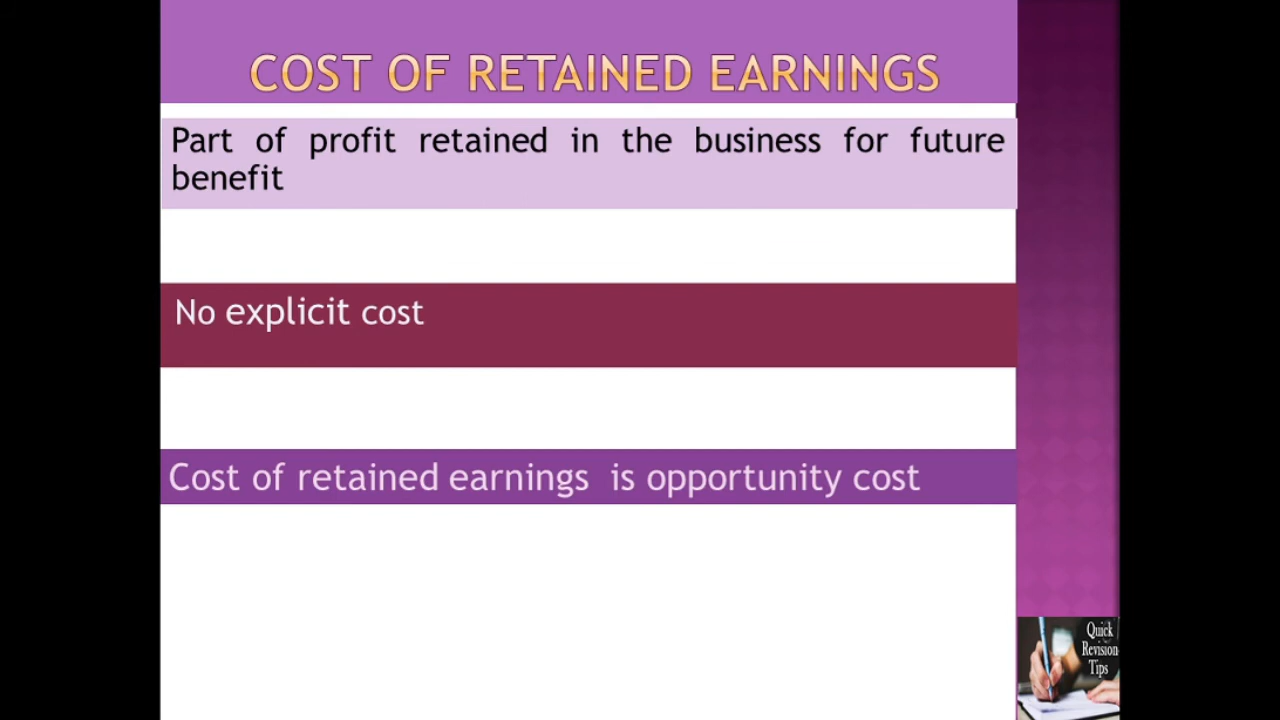 COST OF RETAINED EARNINGS
Part of profit retained in the business for future
benefit
No explicit cost
Cost of retained earnings is opportunity cost
Quick
Revision
Tips